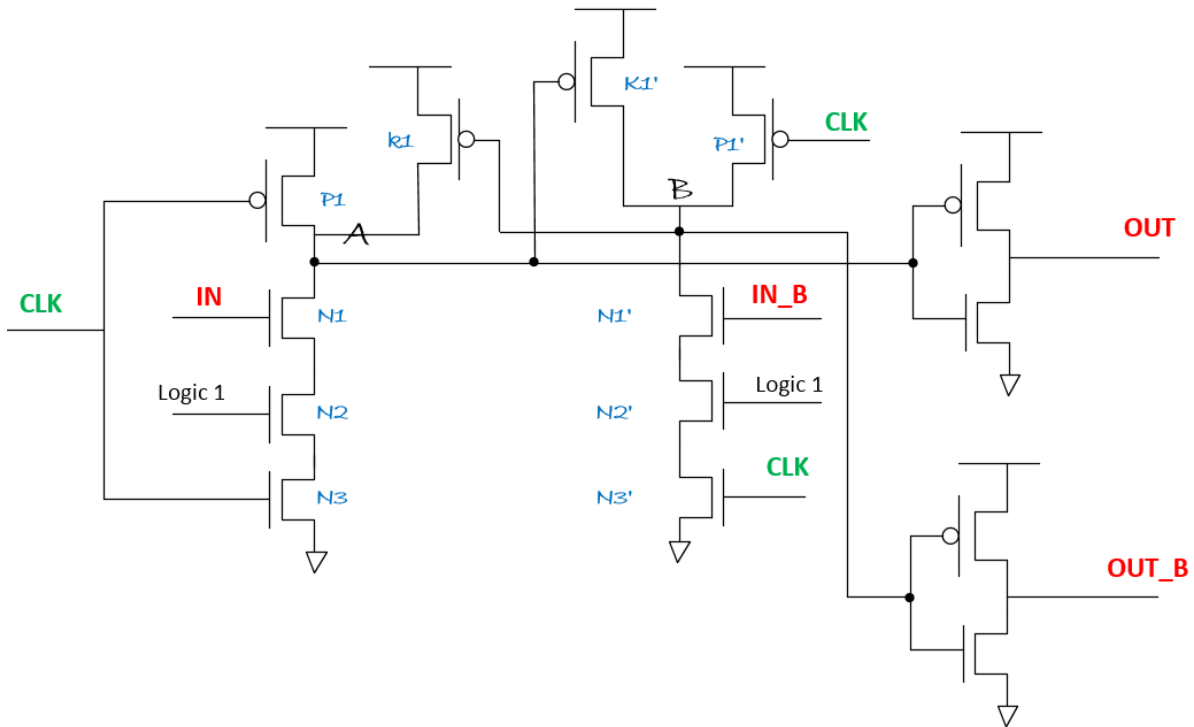 K1'
CLK
k1
P1'
P1
B
A
OUT
IN
IN_B
CLK
N1
N1'
Logic 1
Logic 1
N2
N2'
CLK
N3
N3'
OUT_B